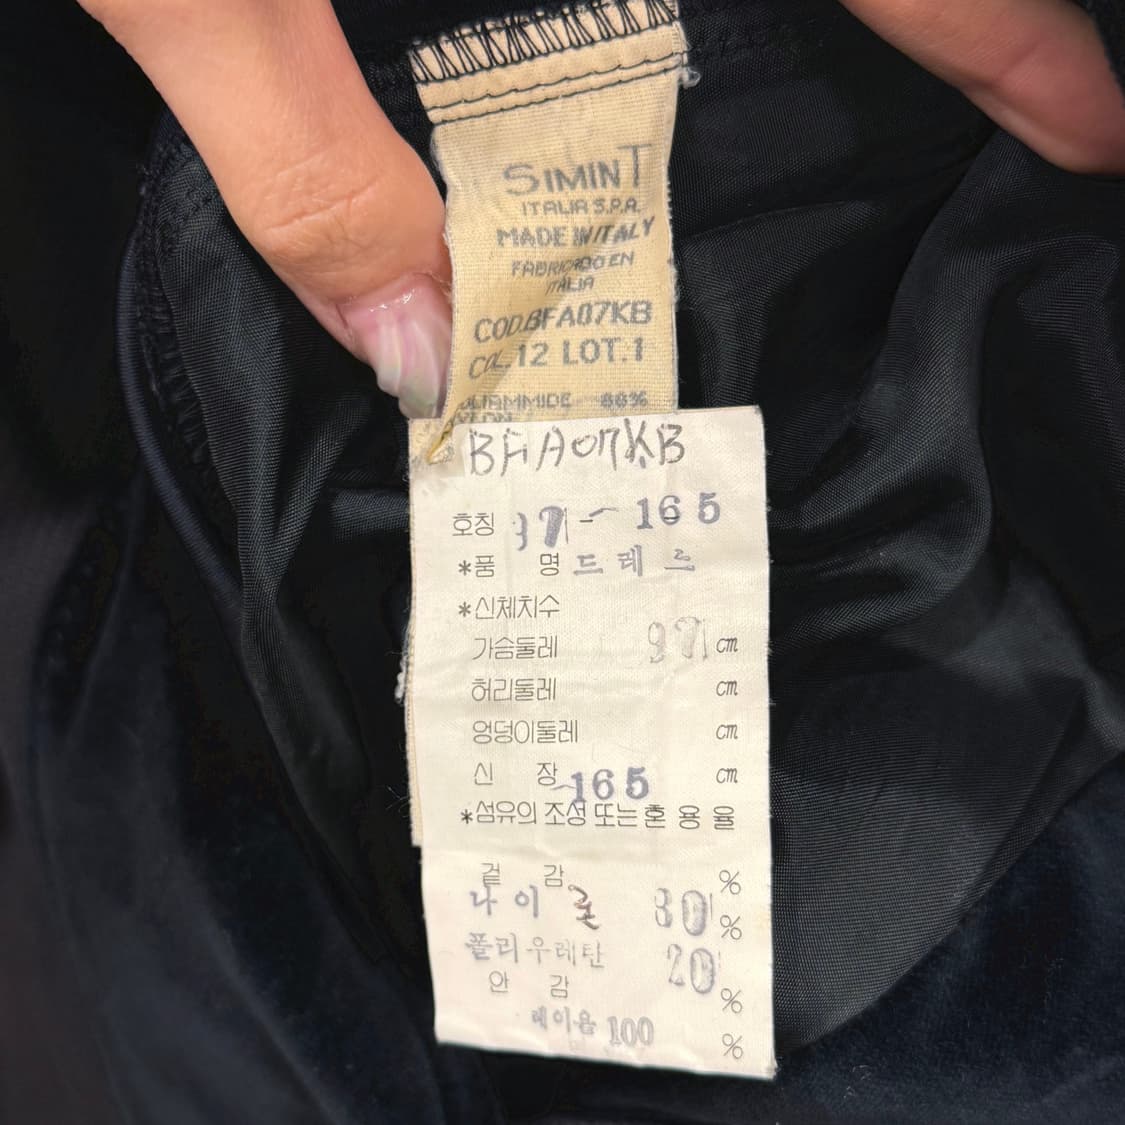 SIMINT
ITALIA S.P.A.
MADE IN ITALY
FABRICADO EN
ITALIA
COD.BFA07KB
COL.12 LOT.1
88%
BFA07KB
호칭 97 - 165
*품 명 드레스
*신체치수
가슴둘레 97 cm
허리둘레 cm
엉덩이둘레 cm
신 장 165 cm
*섬유의 조성 또는 혼 용 율
겉 감 %
나이론 80 %
폴리우레탄 20
안 감 %
레이욘 100 %